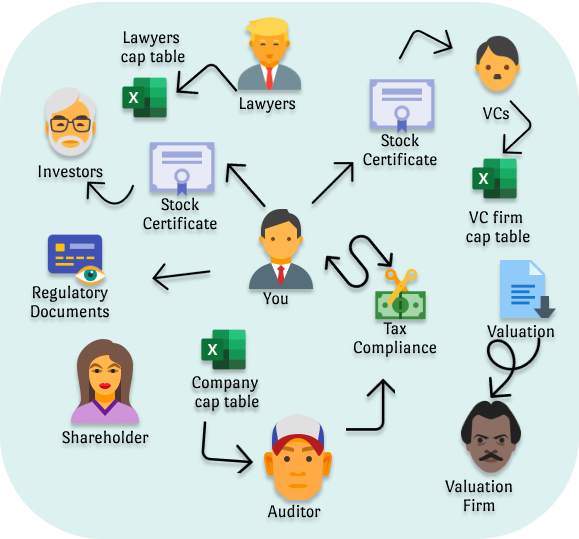 Lawyers
cap table
Lawyers
VCs
Stock
Certificate
Investors
Stock
Certificate
VC firm
cap table
You
Regulatory
Documents
Tax
Compliance
Valuation
Company
cap table
Shareholder
Auditor
Valuation
Firm
X
X
X